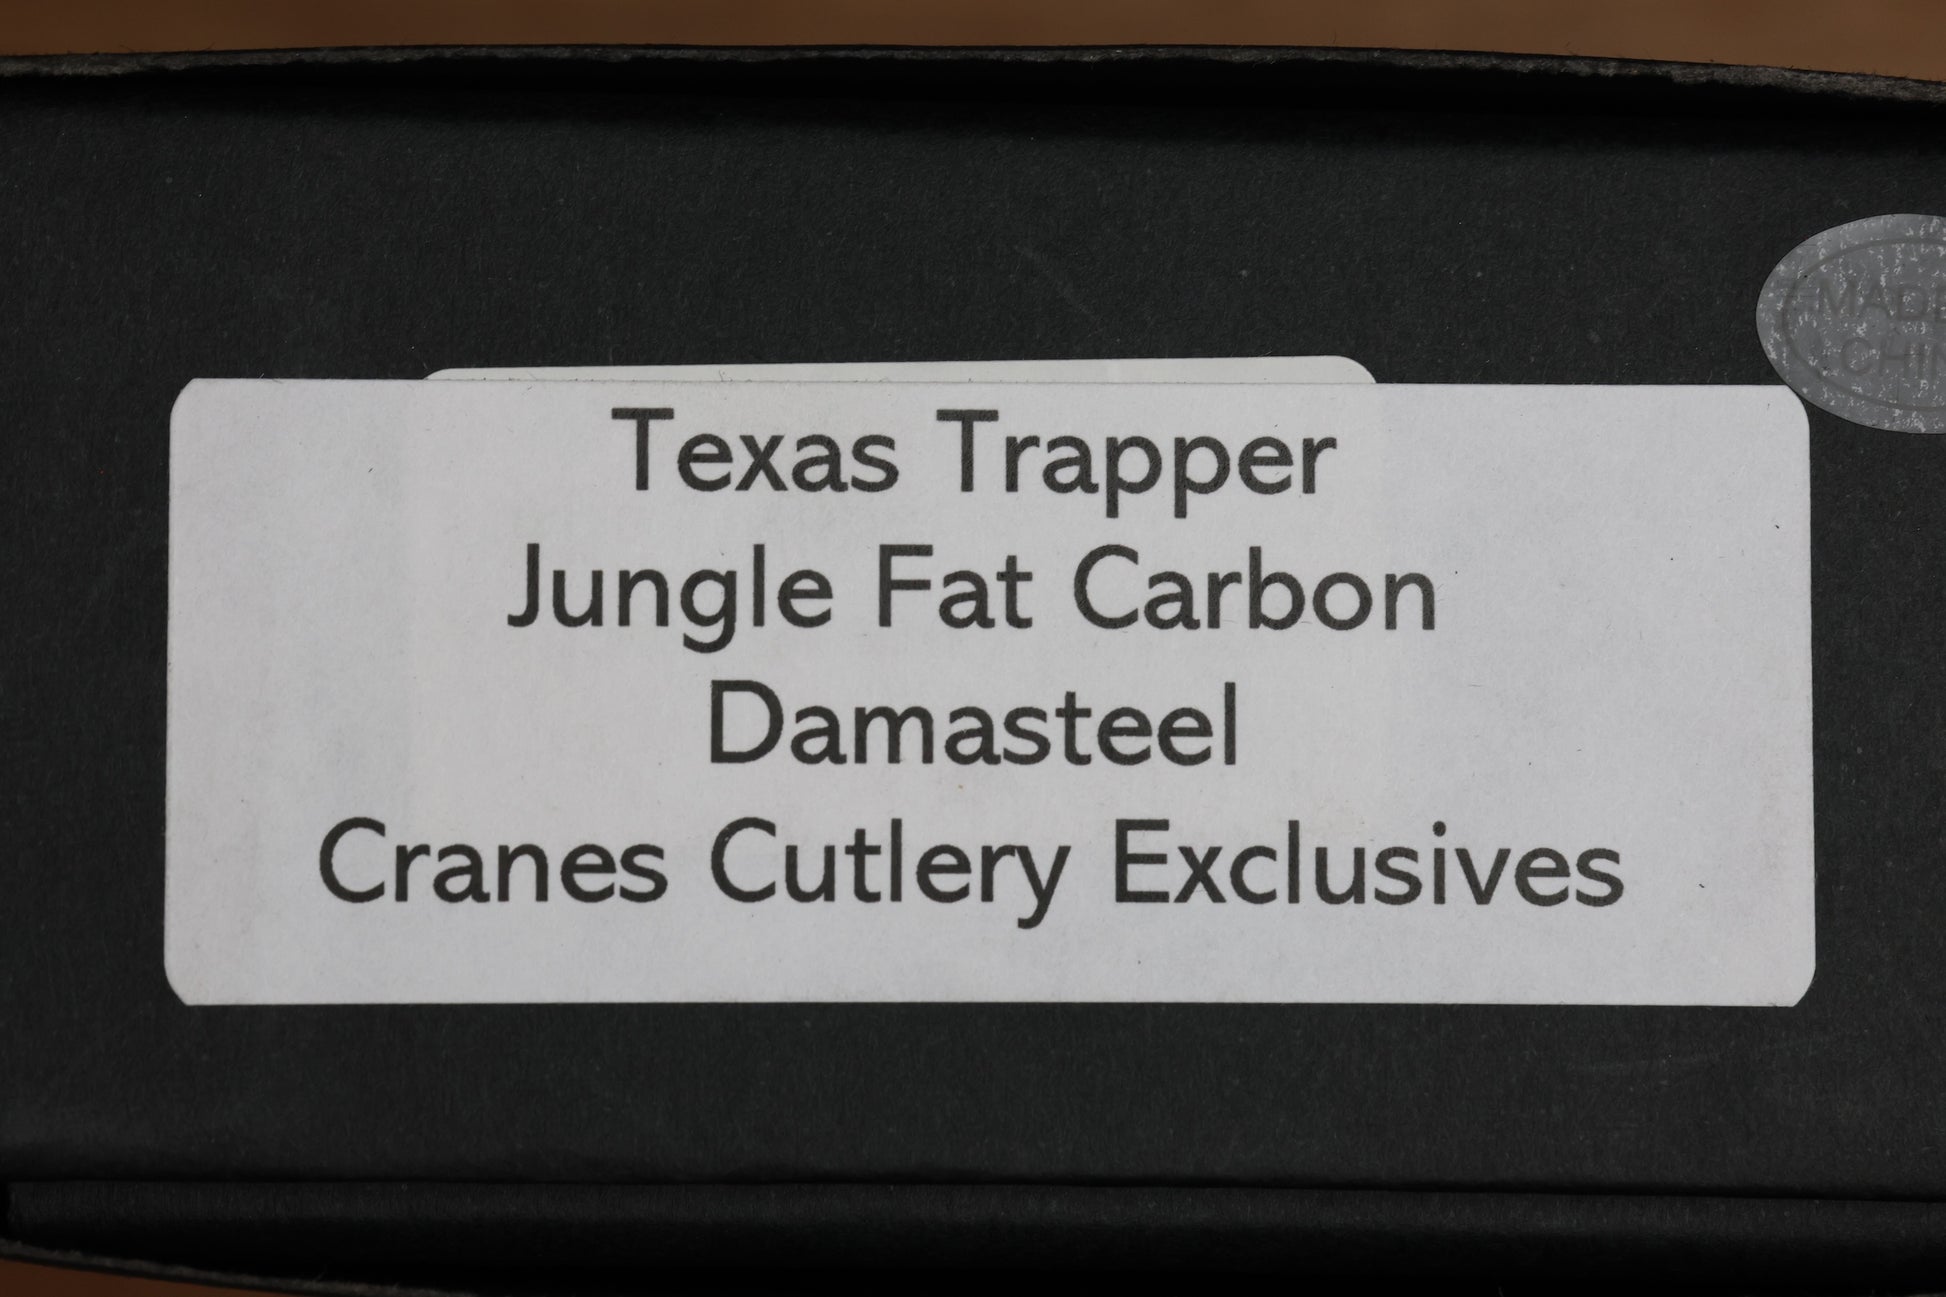 Texas Trapper
Jungle Fat Carbon
Damasteel
Cranes Cutlery Exclusives